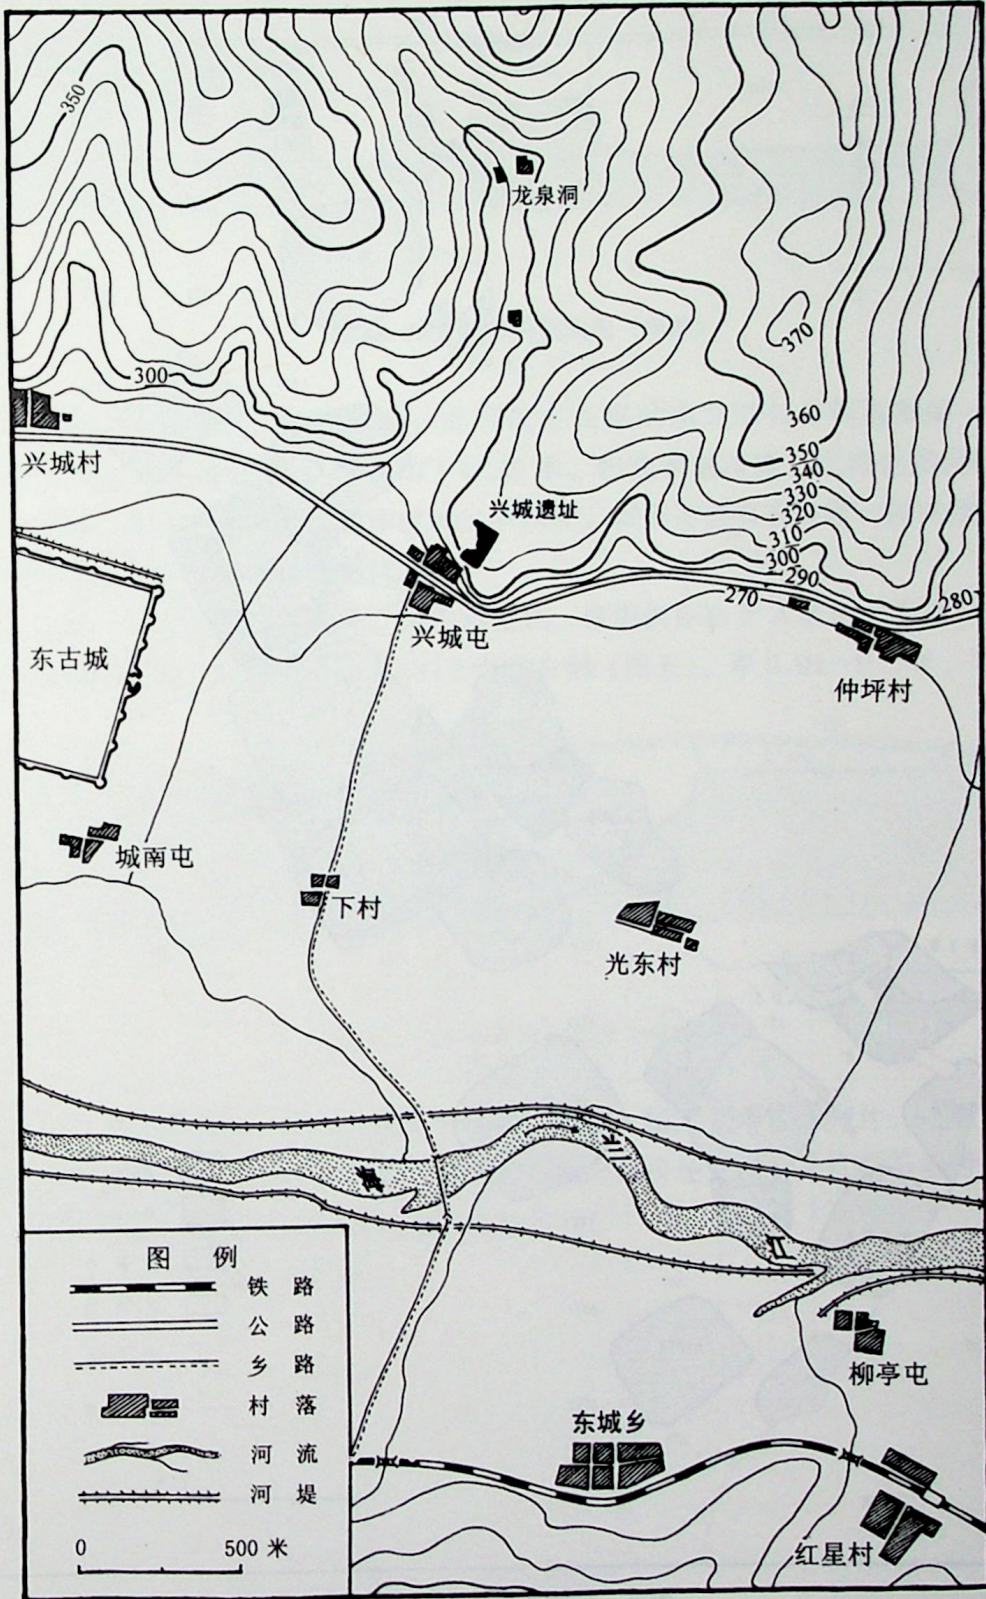 350
龙泉洞
370
300
360
350
兴城村
340
330
兴城遗址
320
310
300
290
280
270
兴城屯
东古城
仲坪村
城南屯
下村
光东村
海
兰
江
图 例
铁 路
公 路
乡 路
村 落
河 流
河 堤
0 500 米
柳亭屯
东城乡
红星村